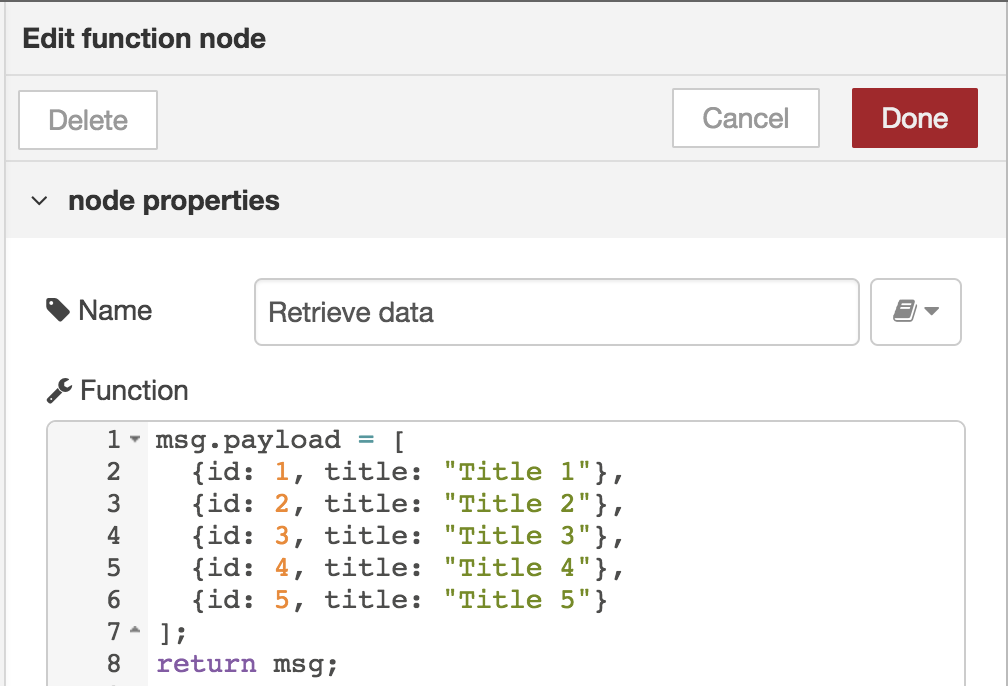 Edit function node
Delete Cancel Done
node properties
Name Retrieve data
Function
1 msg.payload = [
2 {id: 1, title: "Title 1"},
3 {id: 2, title: "Title 2"},
4 {id: 3, title: "Title 3"},
5 {id: 4, title: "Title 4"},
6 {id: 5, title: "Title 5"}
7 ];
8 return msg;